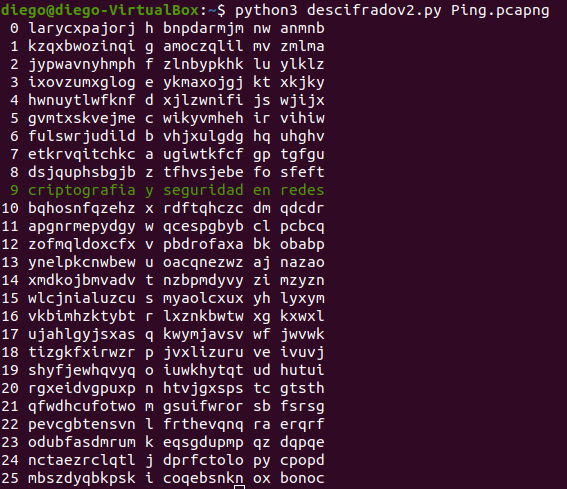 diego@diego-VirtualBox:~$ python3 descifradov2.py Ping.pcapng
0 larycxpajorj h bnpdarmjm nw anmnb
1 kzqxbwozinqi g amoczqlil mv zmlma
2 jypwavnyhmph f zlnbypkhk lu ylklz
3 ixovzumxglog e ykmaxojgj kt xkjky
4 hwnuytlwfknf d xjlzwnifi js wjijx
5 gvmtxskvejme c wikyvmheh ir vihiw
6 fulswrjudild b vhjxulgdg hq uhghv
7 etkrvqitchkc a ugiwtkfcf gp tgfgu
8 dsjquphsbgjb z tfhvsjebe fo sfeft
9 criptografia y seguridad en redes
10 bqhosnfqzehz x rdftqhczc dm qdcdr
11 apgnrmepydgy w qcespgbyb cl pcbcq
12 zofmqldoxcfx v pbdrofaxa bk obabp
13 ynelpkcnwbew u oacqnezwz aj nazao
14 xmdkojbmvadv t nzbpmdyvy zi mzyzn
15 wlcjnialuzcu s myaolcxux yh lyxym
16 vkbimhzktybt r lxznkbwtw xg kxwxl
17 ujahlgyjsxas q kwymjavsv wf jwvwk
18 tizgkfxirwzr p jvxlizuru ve ivuvj
19 shyfjewhqvyq o iuwkhytqt ud hutui
20 rgxeidvgpuxp n htvjgxsps tc gtsth
21 qfwdhcufotwo m gsuifwror sb fsrsg
22 pevcgbtensvn l frthevqnq ra erqrf
23 odubfasdmrum k eqsgdupmp qz dqpqe
24 nctaezrclqtl j dprfctolo py cpopd
25 mbszdyqbkpsk i coqebsnkn ox bonoc